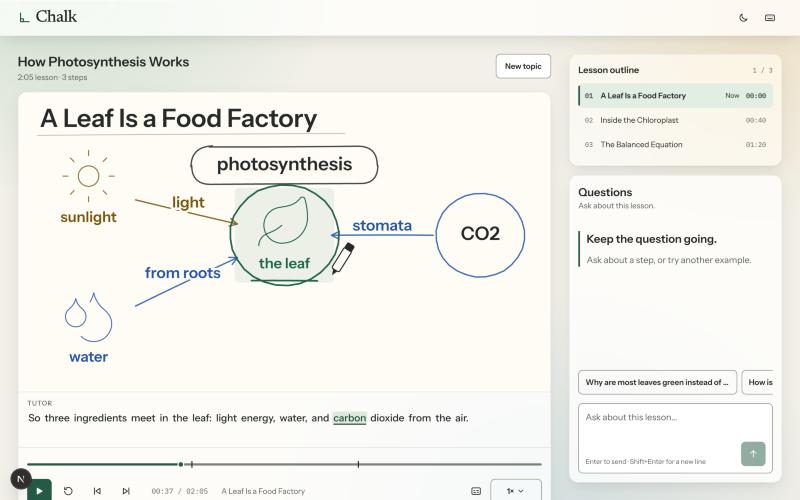 Chalk
How Photosynthesis Works
2:05 lesson · 3 steps
New topic
A Leaf Is a Food Factory
photosynthesis
sunlight
light
the leaf
stomata
CO2
from roots
water
TUTOR
So three ingredients meet in the leaf: light energy, water, and carbon dioxide from the air.
N
00:37 / 02:05
A Leaf Is a Food Factory
1×
Lesson outline
1 / 3
01 A Leaf Is a Food Factory Now 00:00
02 Inside the Chloroplast 00:40
03 The Balanced Equation 01:20
Questions
Ask about this lesson.
Keep the question going.
Ask about a step, or try another example.
Why are most leaves green instead of ...
How is
Ask about this lesson...
Enter to send · Shift+Enter for a new line